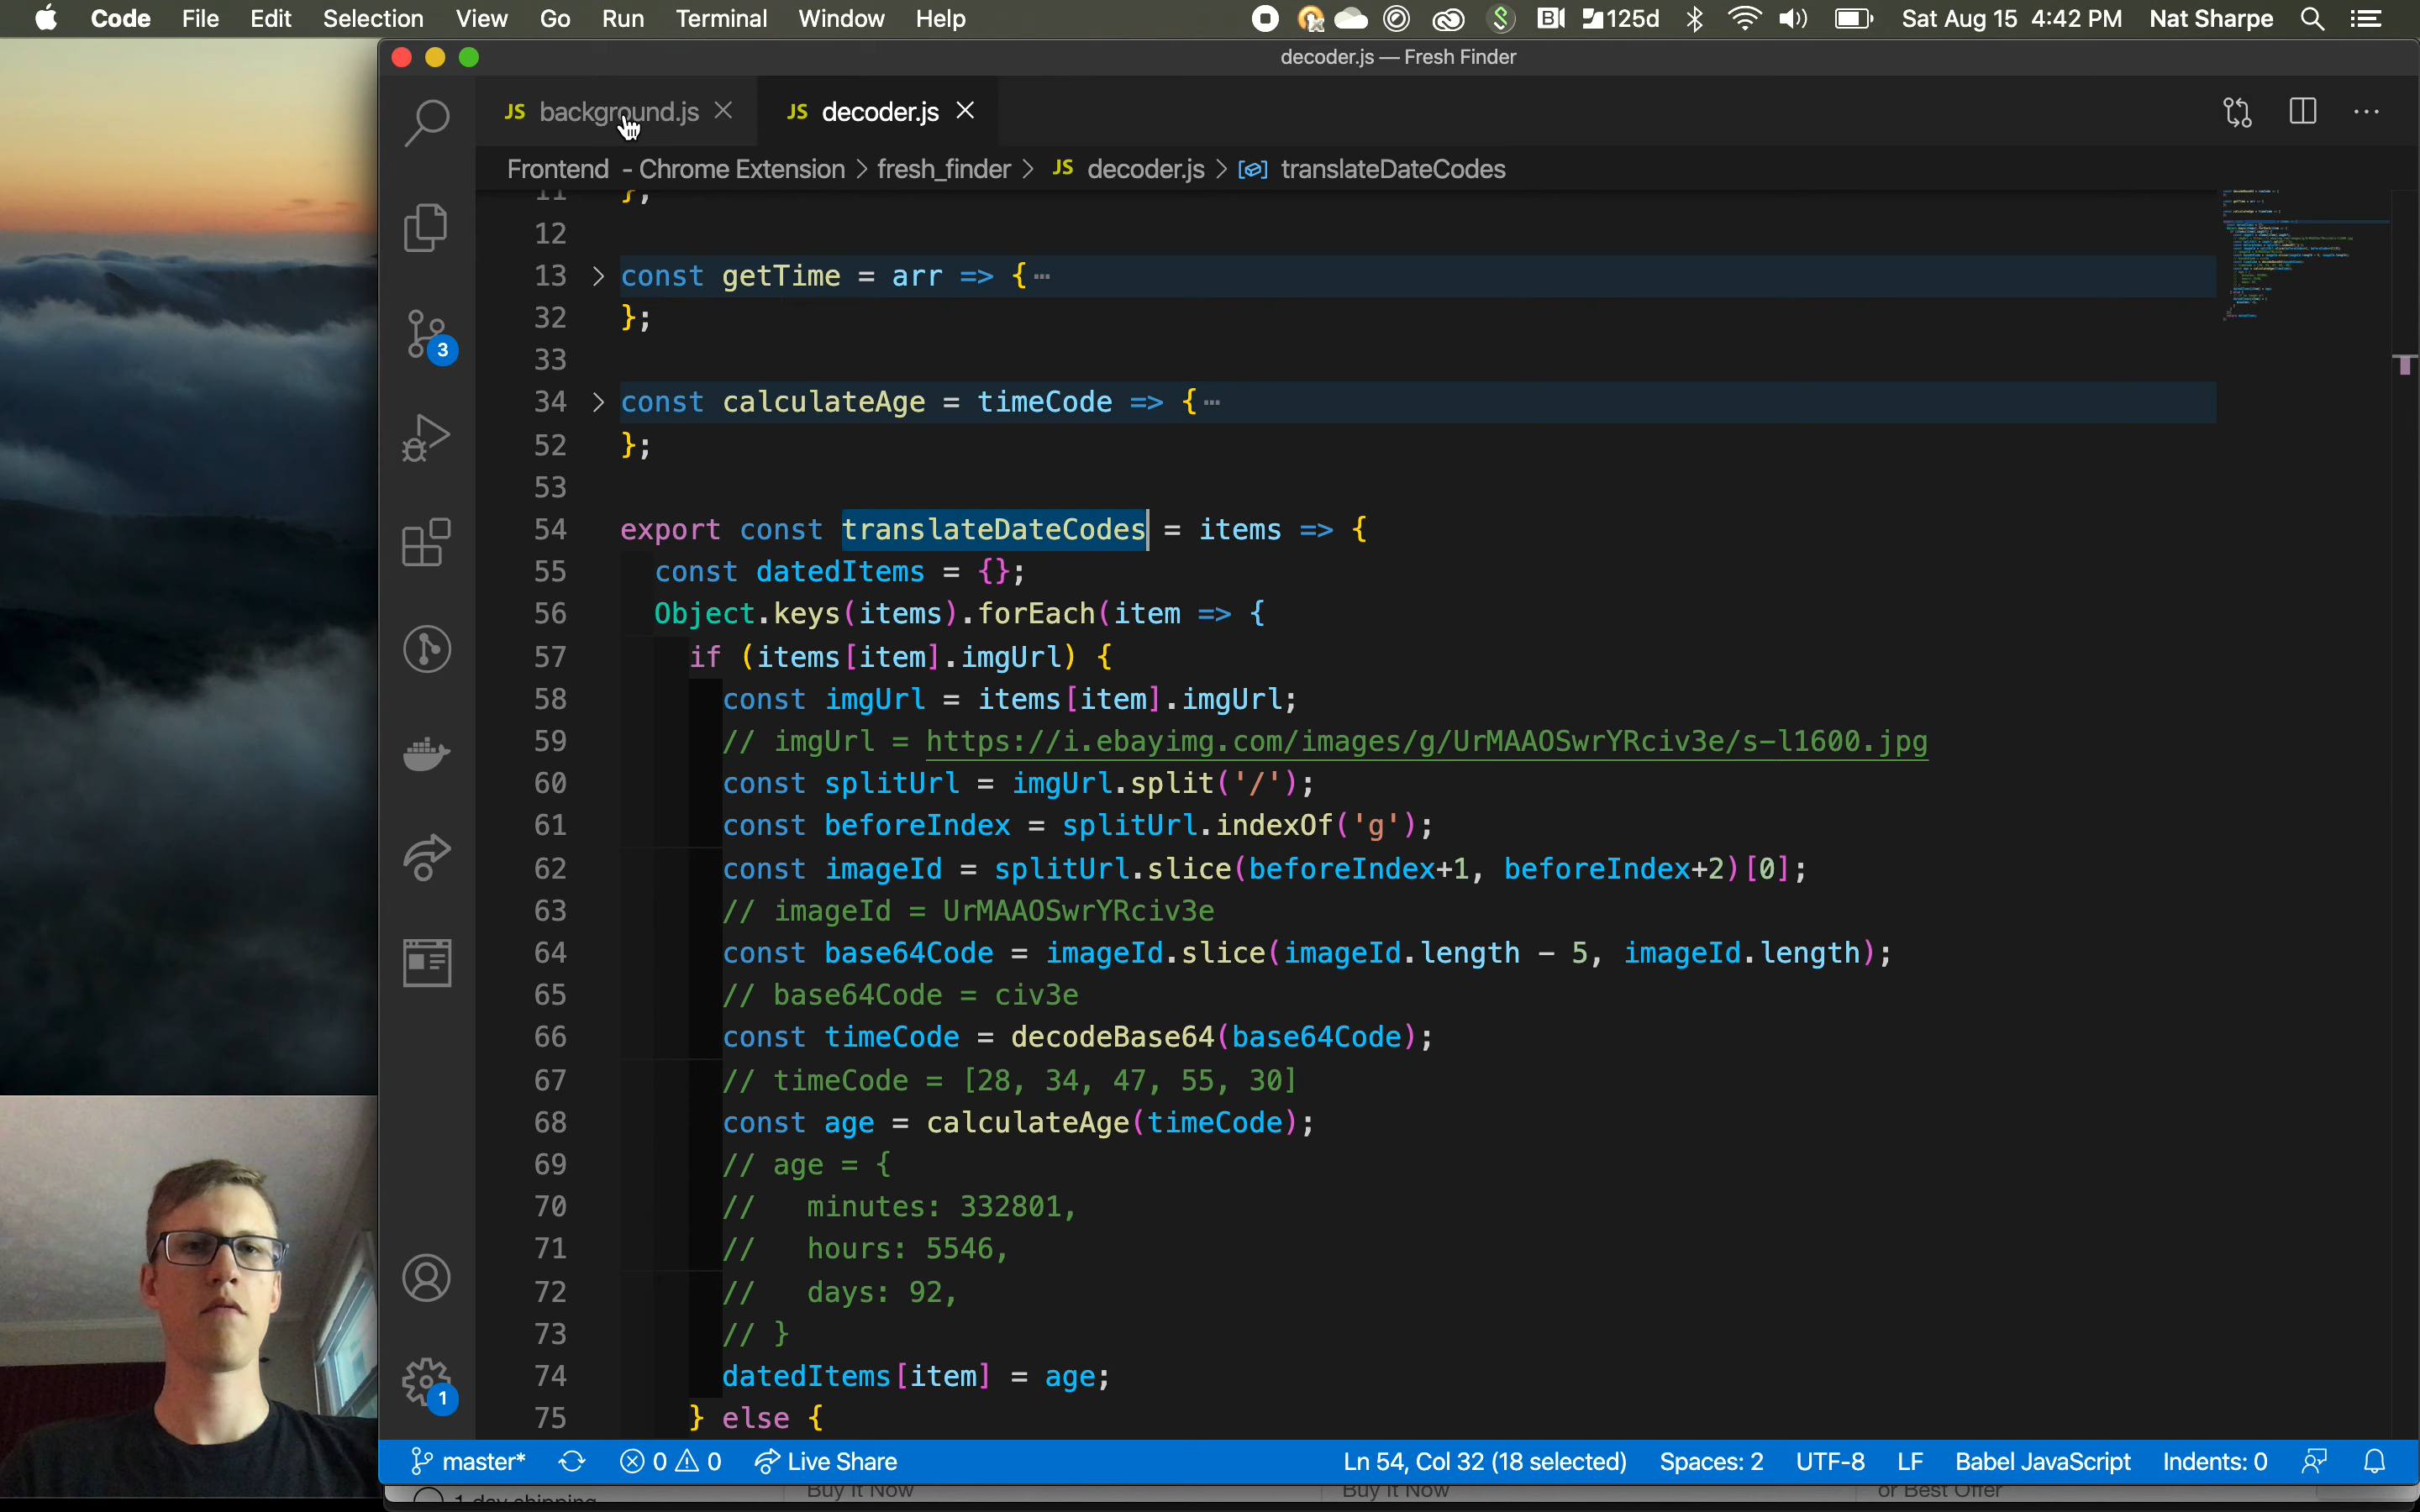 Code File Edit Selection View Go Run Terminal Window Help 125d Sat Aug 15 4:42 PM Nat Sharpe
decoder.js — Fresh Finder
JS background.js JS decoder.js
Frontend - Chrome Extension > fresh_finder > JS decoder.js > translateDateCodes
11 };
12
13 > const getTime = arr => {⋯
32 };
33
34 > const calculateAge = timeCode => {⋯
52 };
53
54 export const translateDateCodes = items => {
55 const datedItems = {};
56 Object.keys(items).forEach(item => {
57 if (items[item].imgUrl) {
58 const imgUrl = items[item].imgUrl;
59 // imgUrl = https://i.ebayimg.com/images/g/UrMAAOSwrYRciv3e/s-l1600.jpg
60 const splitUrl = imgUrl.split('/');
61 const beforeIndex = splitUrl.indexOf('g');
62 const imageId = splitUrl.slice(beforeIndex+1, beforeIndex+2)[0];
63 // imageId = UrMAAOSwrYRciv3e
64 const base64Code = imageId.slice(imageId.length - 5, imageId.length);
65 // base64Code = civ3e
66 const timeCode = decodeBase64(base64Code);
67 // timeCode = [28, 34, 47, 55, 30]
68 const age = calculateAge(timeCode);
69 // age = {
70 // minutes: 332801,
71 // hours: 5546,
72 // days: 92,
73 // }
74 datedItems[item] = age;
75 } else {
3
1
master* 0 0 Live Share Ln 54, Col 32 (18 selected) Spaces: 2 UTF-8 LF Babel JavaScript Indents: 0
1 day shipping Buy It Now Buy It Now or Best Offer